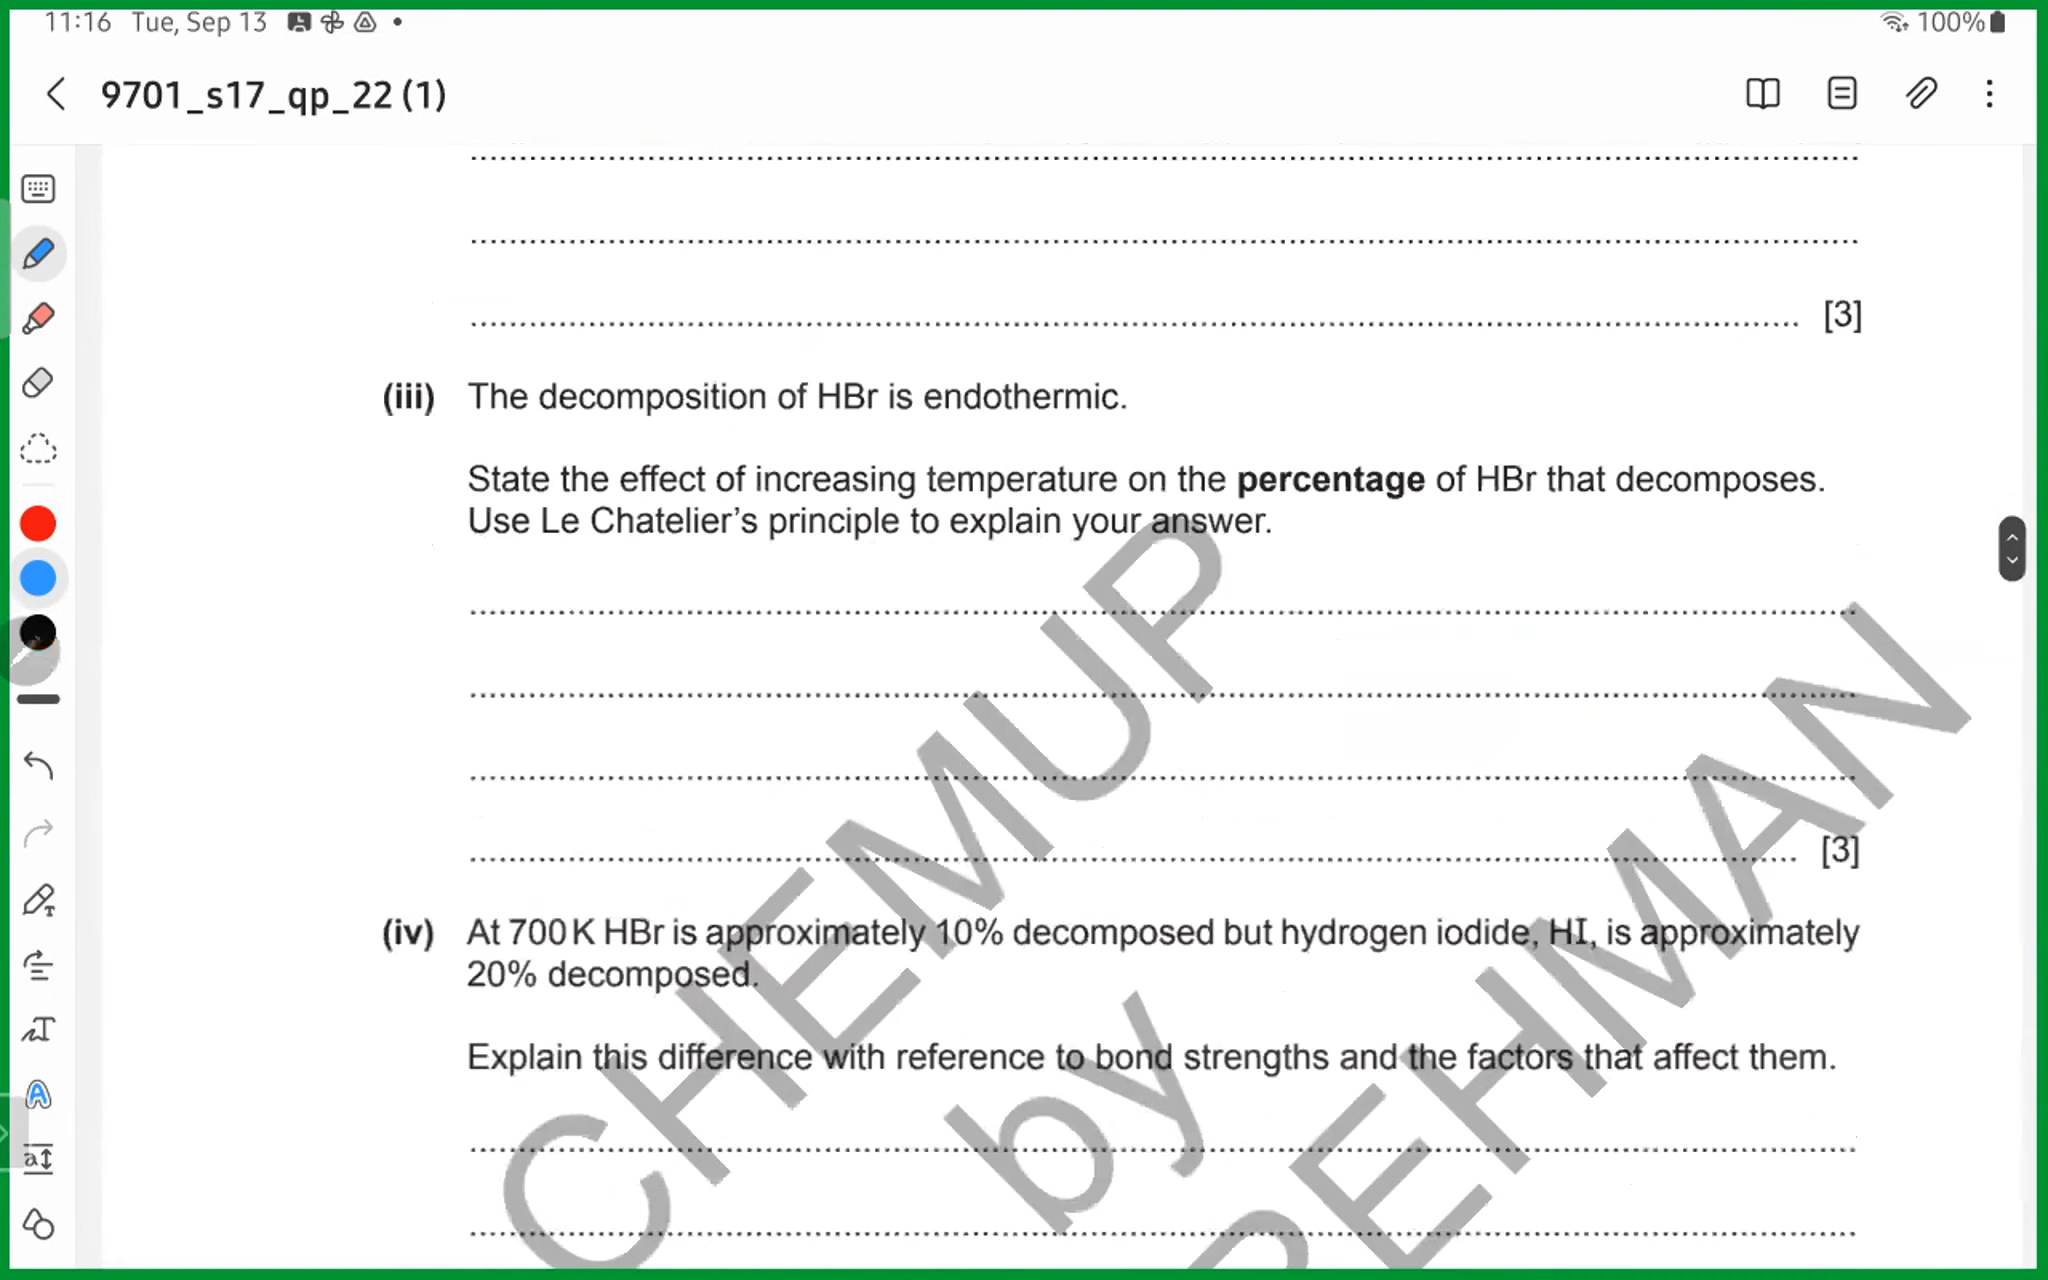 11:16 Tue, Sep 13
100%
9701_s17_qp_22 (1)
[3]
(iii) The decomposition of HBr is endothermic.
State the effect of increasing temperature on the percentage of HBr that decomposes.
Use Le Chatelier's principle to explain your answer.
[3]
(iv) At 700 K HBr is approximately 10% decomposed but hydrogen iodide, HI, is approximately
20% decomposed.
Explain this difference with reference to bond strengths and the factors that affect them.
CHEMUP
by
REHMAN